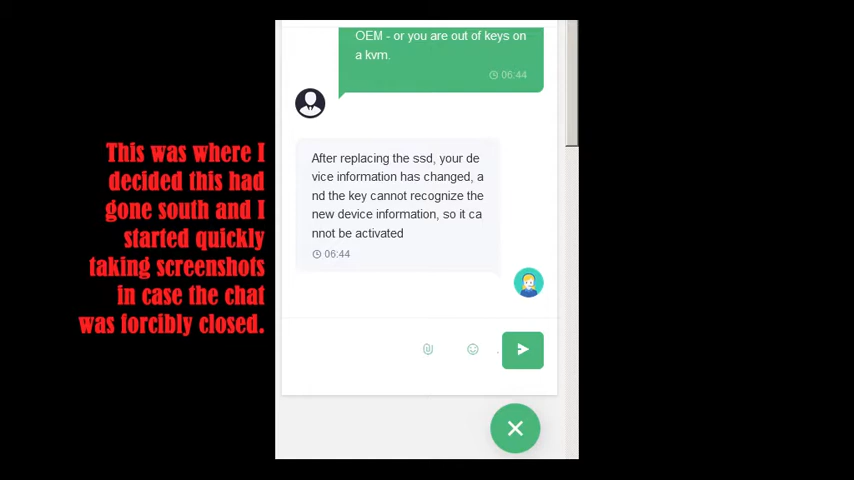 OEM - or you are out of keys on
a kvm.
06:44
This was where I
decided this had
gone south and I
started quickly
taking screenshots
in case the chat
was forcibly closed.
After replacing the ssd, your de
vice information has changed, a
nd the key cannot recognize the
new device information, so it ca
nnot be activated
06:44